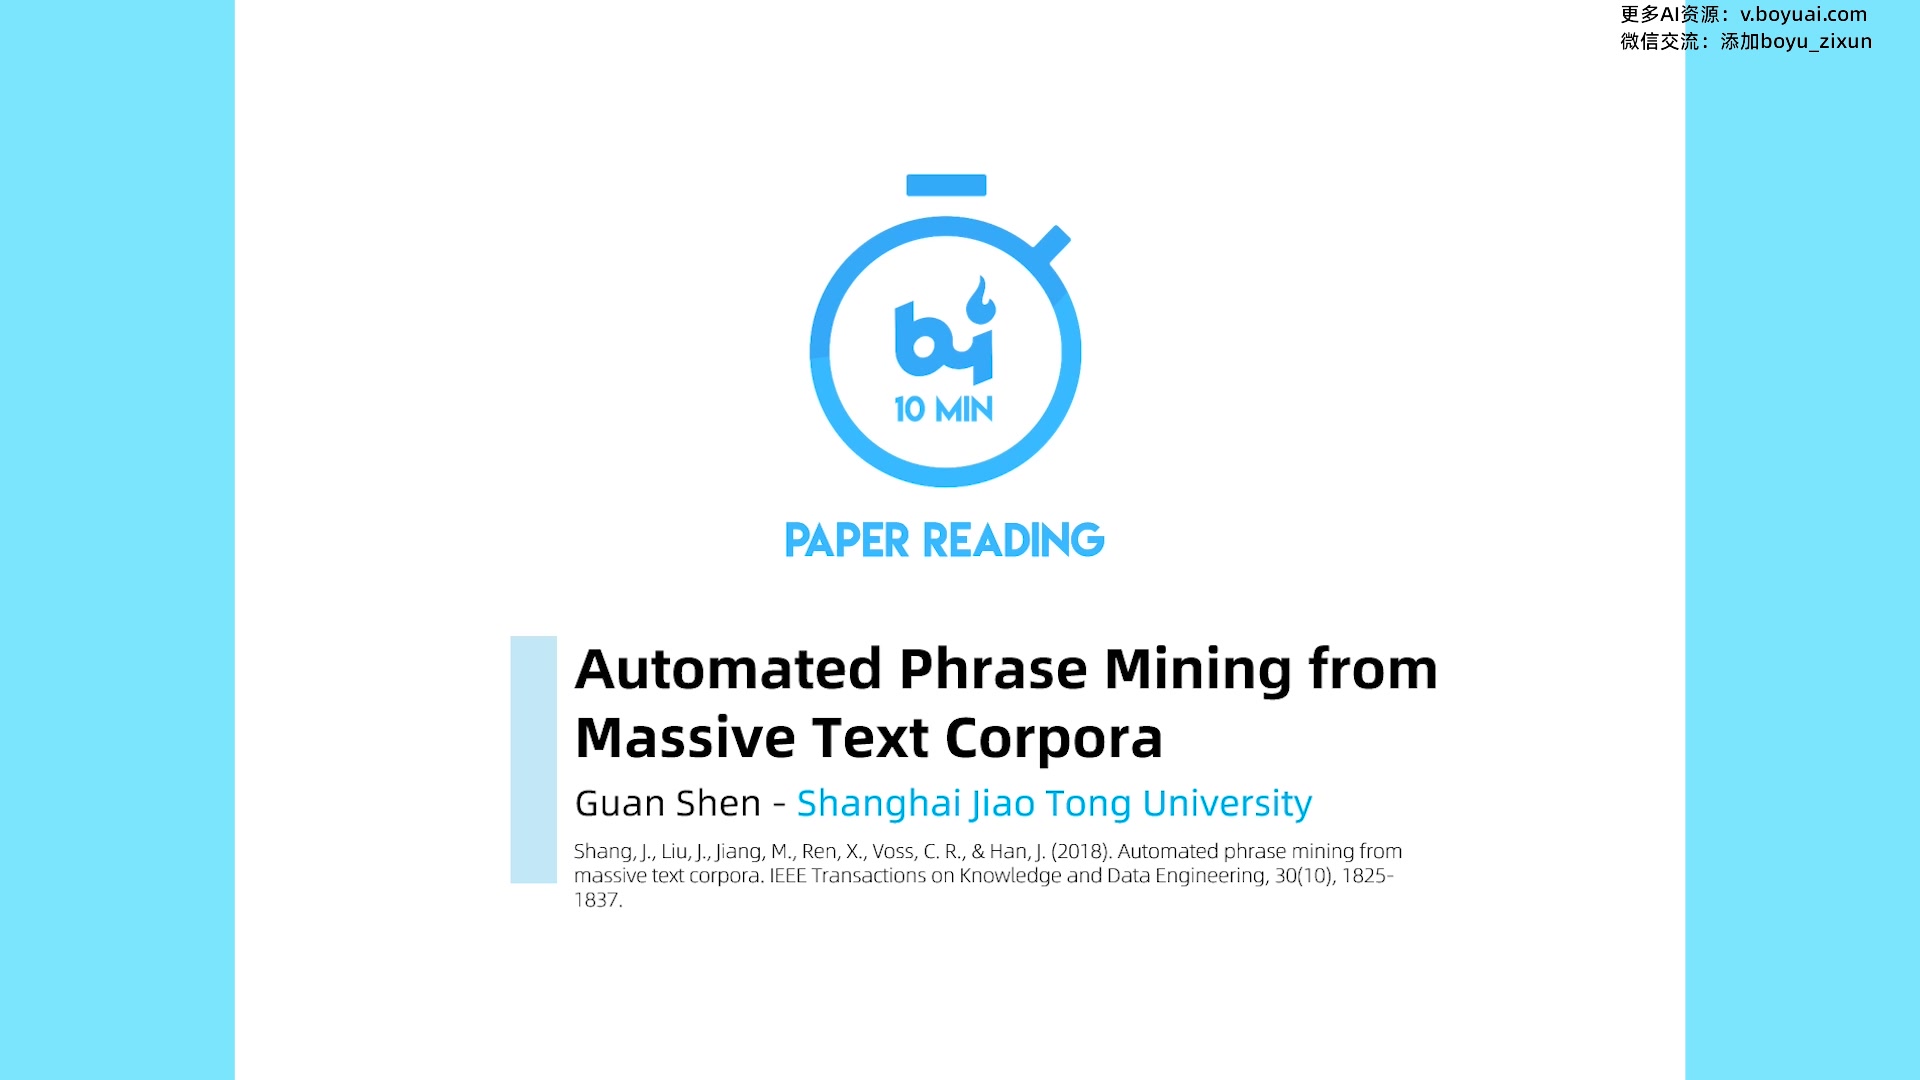 更多AI资源：v.boyuai.com
微信交流：添加boyu_zixun
by
10 MIN
PAPER READING
Automated Phrase Mining from
Massive Text Corpora
Guan Shen – Shanghai Jiao Tong University
Shang, J., Liu, J., Jiang, M., Ren, X., Voss, C. R., & Han, J. (2018). Automated phrase mining from
massive text corpora. IEEE Transactions on Knowledge and Data Engineering, 30(10), 1825–
1837.